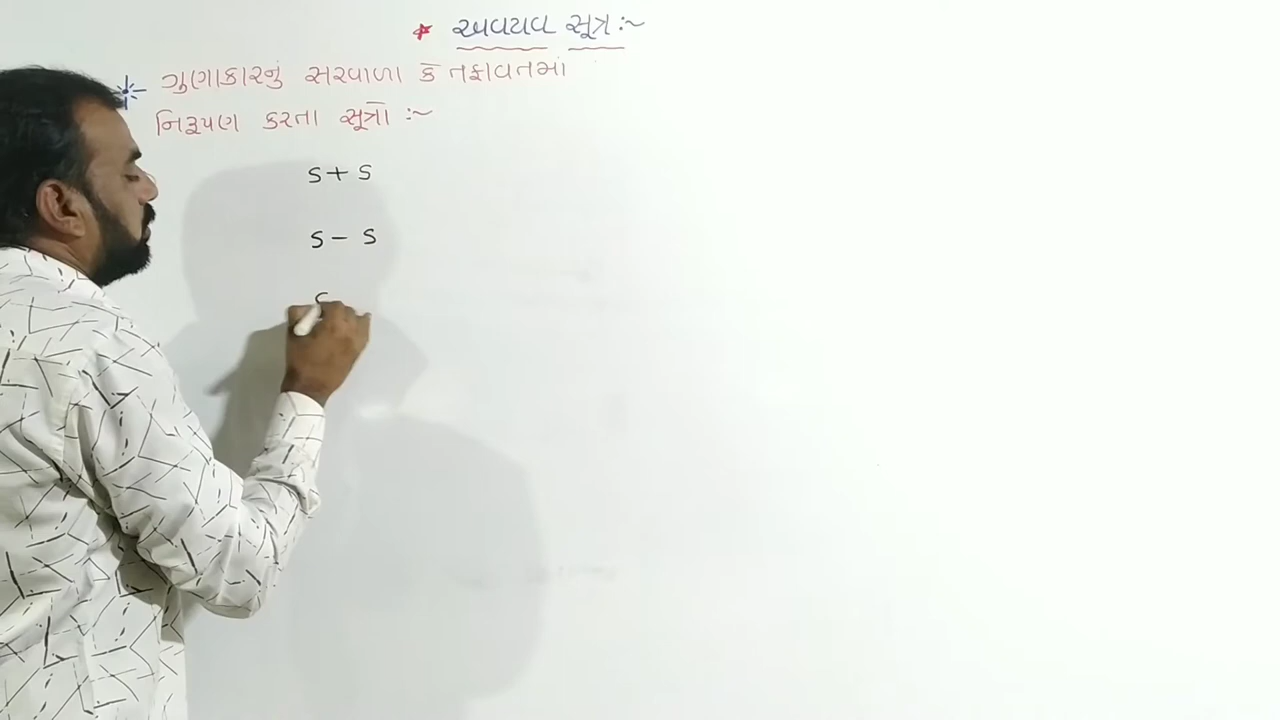 * અવયવ સૂત્ર :~
ગુણાકારનું સરવાળા કે તફાવતમાં
નિરૂપણ કરતા સૂત્રો :~
S + S
S - S